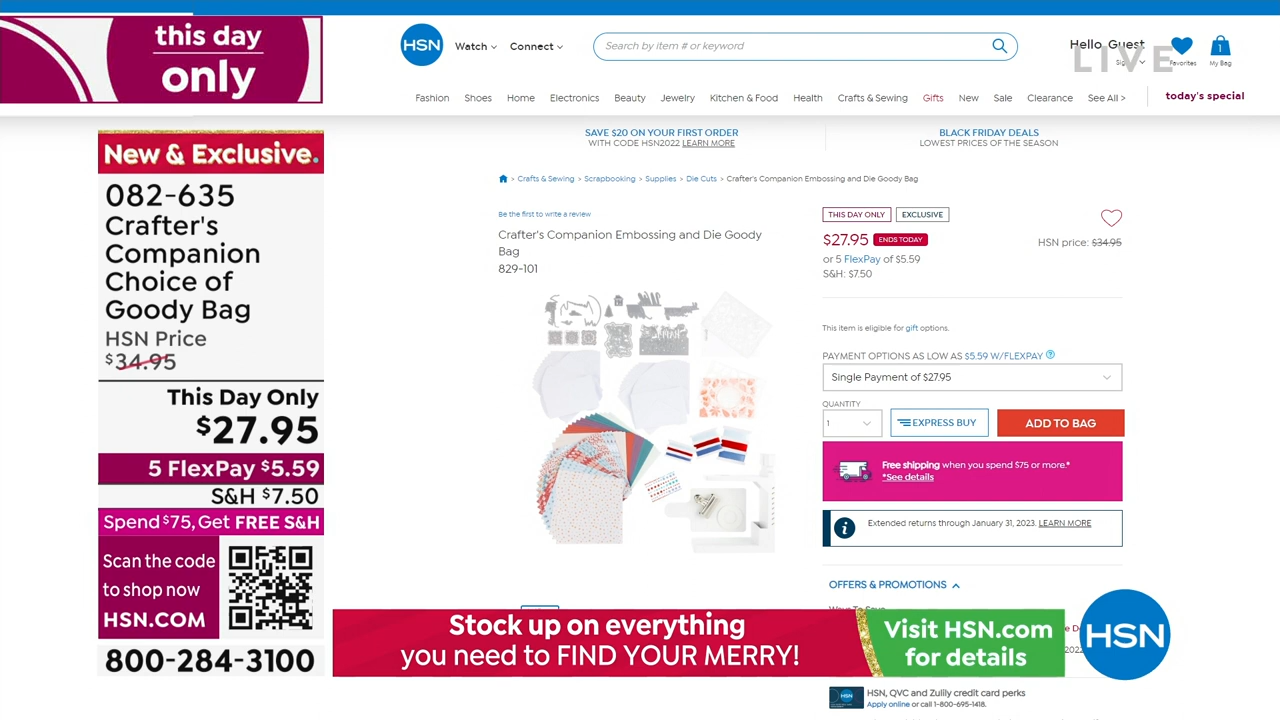 this day
only
New & Exclusive.
082-635
Crafter's
Companion
Choice of
Goody Bag
HSN Price
$34.95
This Day Only
$27.95
5 FlexPay $5.59
S&H $7.50
Spend $75, Get FREE S&H
Scan the code
to shop now
HSN.COM
800-284-3100
HSN
Watch
Connect
Search by item # or keyword
Hello, Guest
LIVE
Favorites
1
My Bag
Fashion Shoes Home Electronics Beauty Jewelry Kitchen & Food Health Crafts & Sewing Gifts New Sale Clearance See All > today's special
SAVE $20 ON YOUR FIRST ORDER
WITH CODE HSN2022 LEARN MORE
BLACK FRIDAY DEALS
LOWEST PRICES OF THE SEASON
> Crafts & Sewing > Scrapbooking > Supplies > Die Cuts > Crafter's Companion Embossing and Die Goody Bag
Be the first to write a review
Crafter's Companion Embossing and Die Goody
Bag
829-101
THIS DAY ONLY EXCLUSIVE
$27.95 ENDS TODAY
HSN price: $34.95
or 5 FlexPay of $5.59
S&H: $7.50
This item is eligible for gift options.
PAYMENT OPTIONS AS LOW AS $5.59 W/FLEXPAY ?
Single Payment of $27.95
QUANTITY
1
EXPRESS BUY
ADD TO BAG
Free shipping when you spend $75 or more.*
*See details
i
Extended returns through January 31, 2023. LEARN MORE
OFFERS & PROMOTIONS
Stock up on everything
you need to FIND YOUR MERRY!
Visit HSN.com
for details
HSN
HSN
HSN, QVC and Zulily credit card perks
Apply online or call 1-800-695-1418.